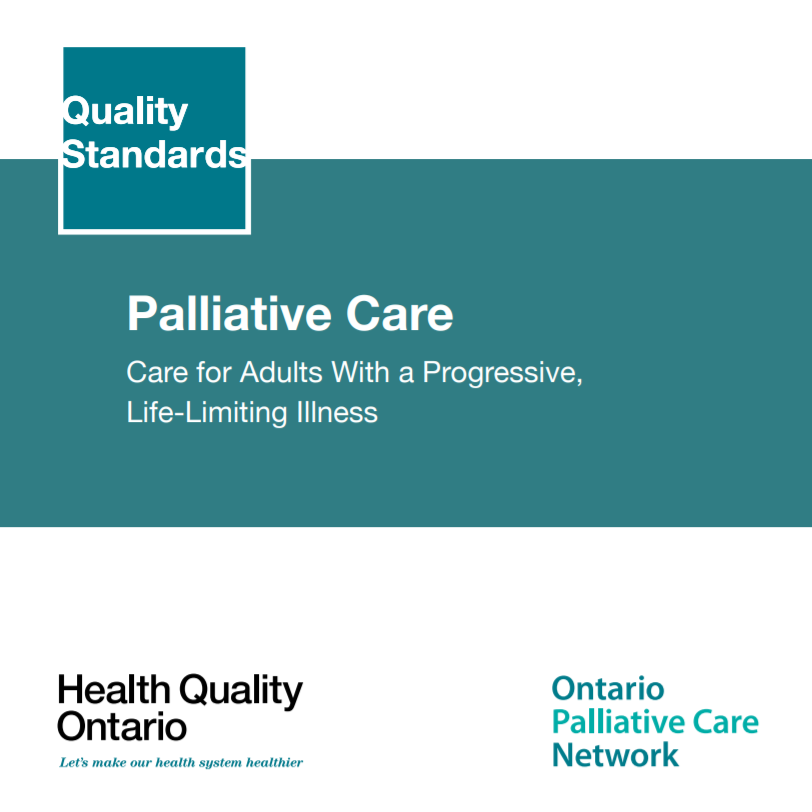 Quality
Standards
Palliative Care
Care for Adults With a Progressive,
Life-Limiting Illness
Health Quality
Ontario
Let's make our health system healthier
Ontario
Palliative Care
Network